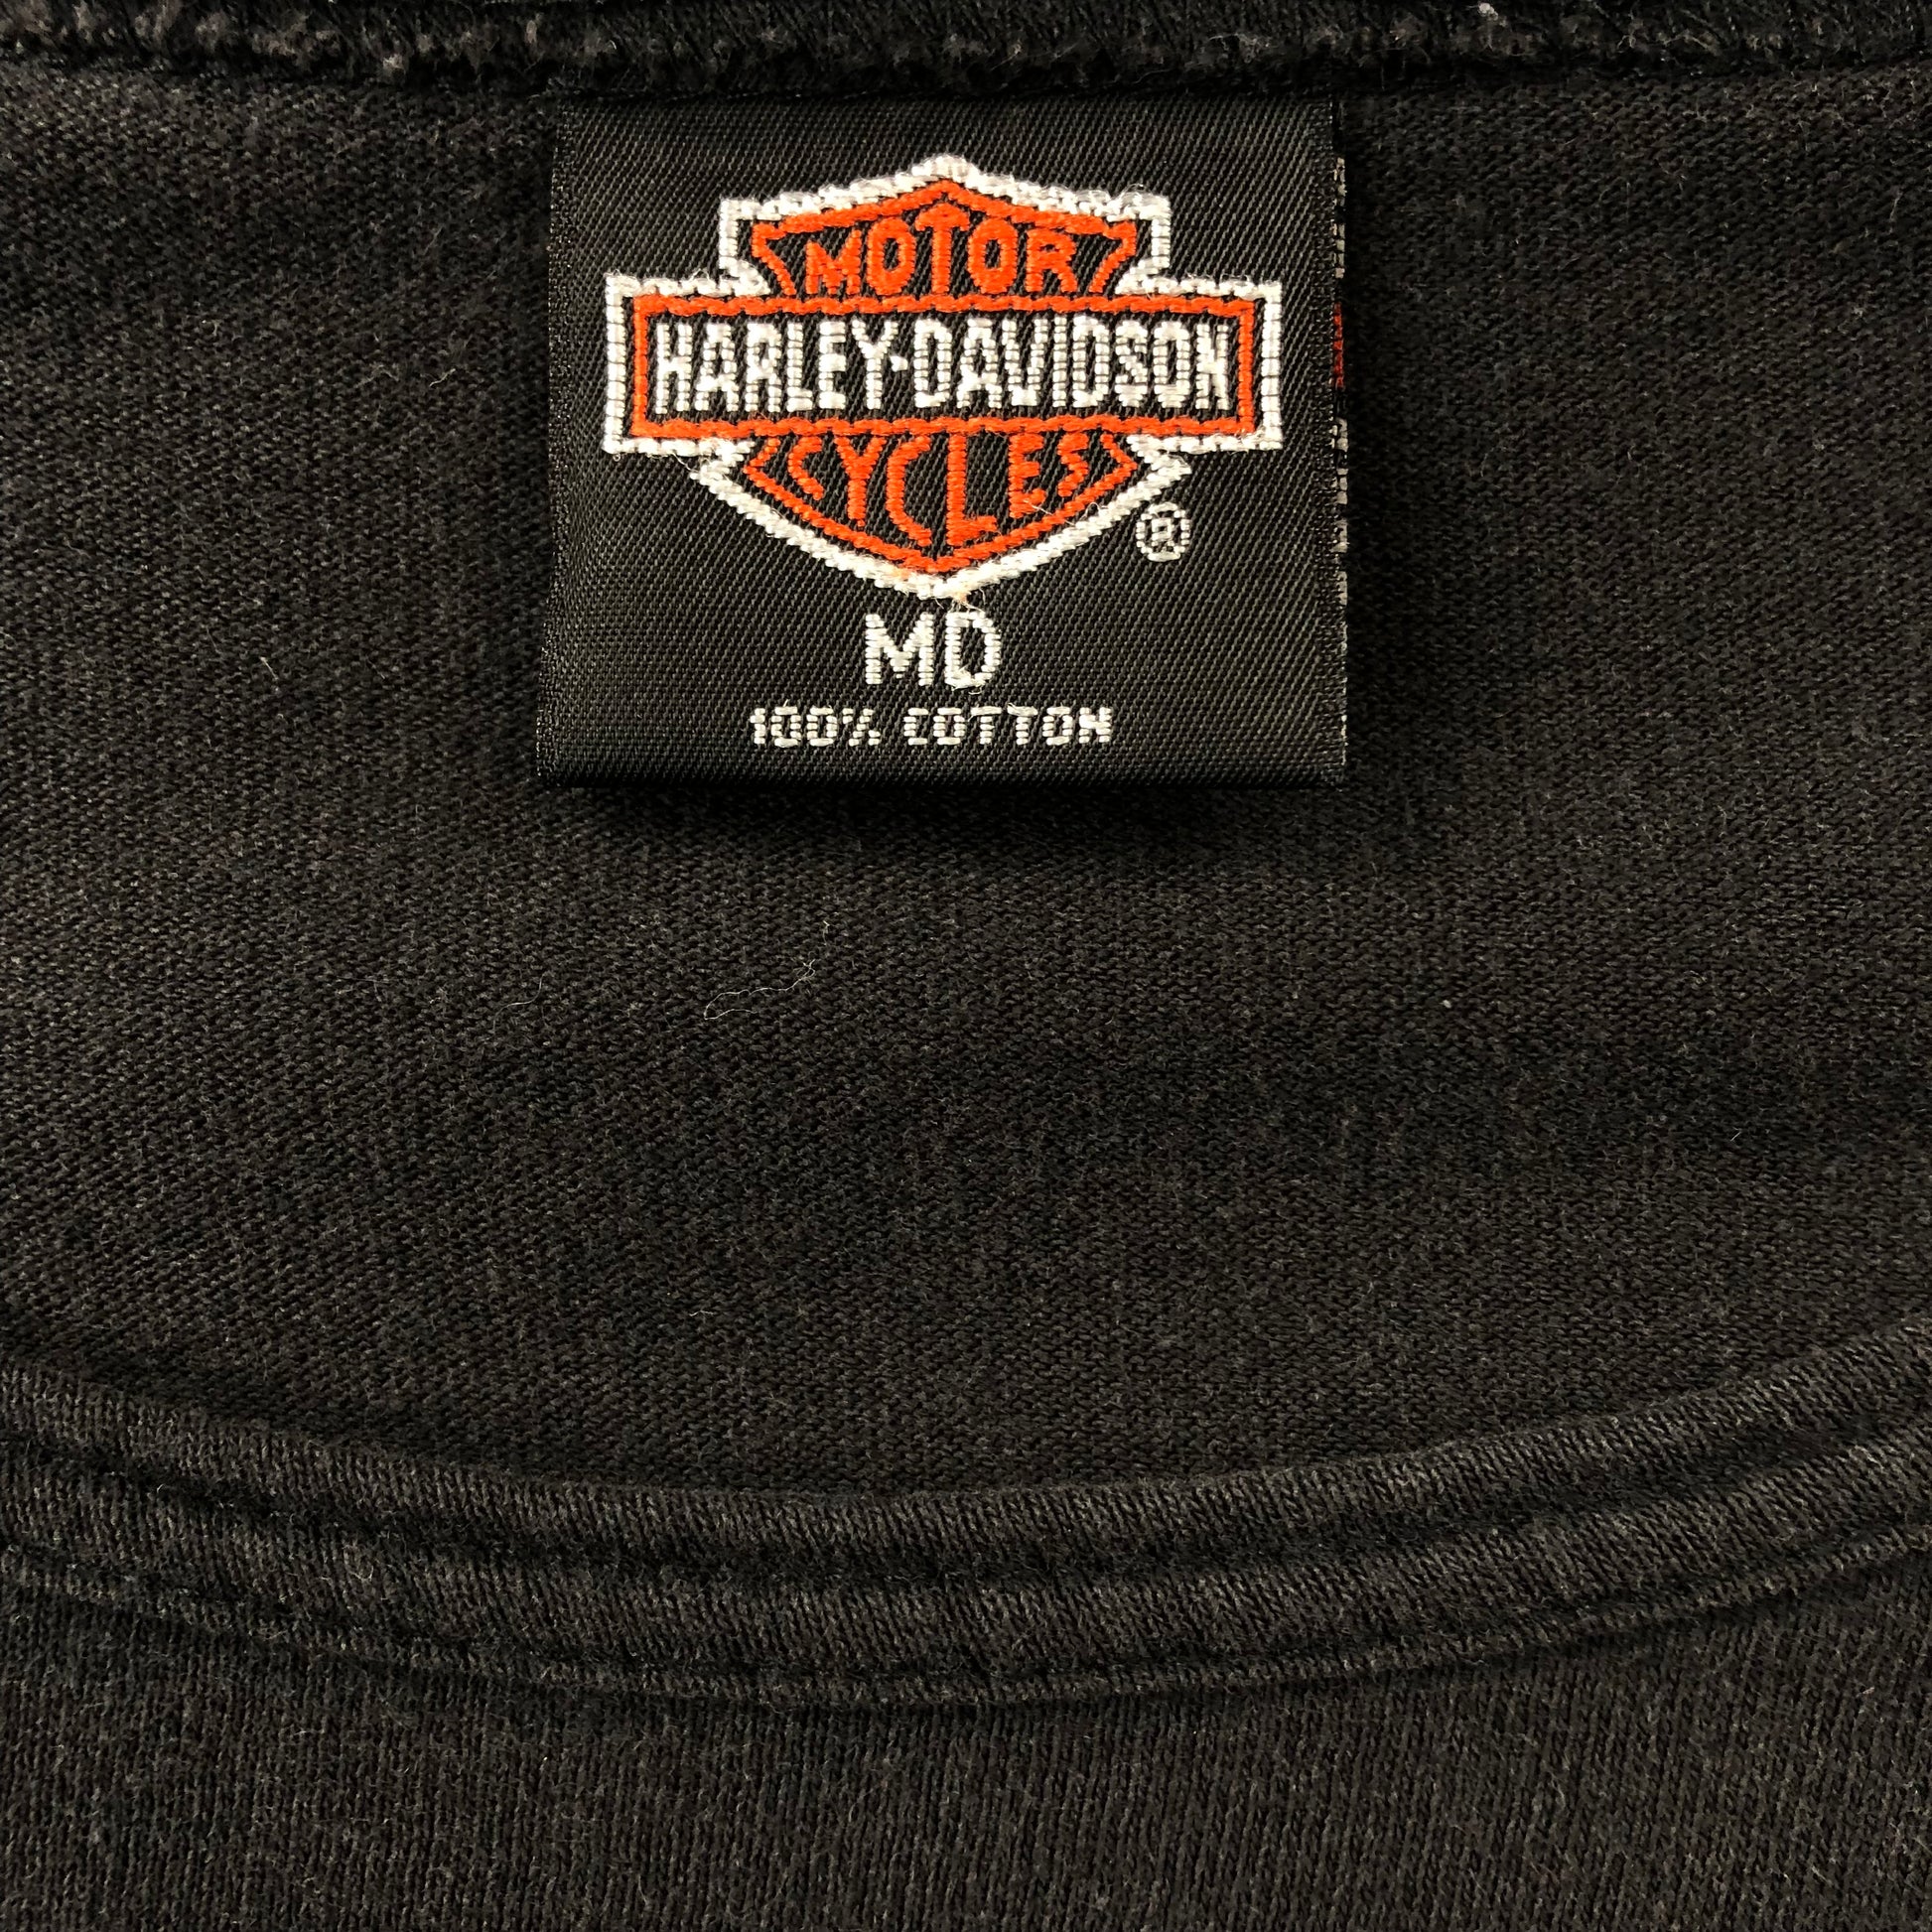 MOTOR
HARLEY-DAVIDSON
CYCLES
®
MD
100% COTTON